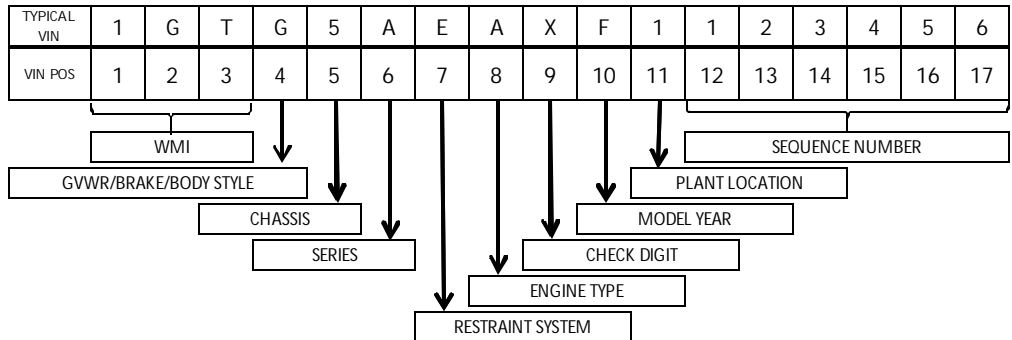 TYPICAL VIN 1 G T G 5 A E A X F 1 1 2 3 4 5 6
VIN POS 1 2 3 4 5 6 7 8 9 10 11 12 13 14 15 16 17
WMI SEQUENCE NUMBER
GVWR/BRAKE/BODY STYLE PLANT LOCATION
CHASSIS MODEL YEAR
SERIES CHECK DIGIT
ENGINE TYPE
RESTRAINT SYSTEM